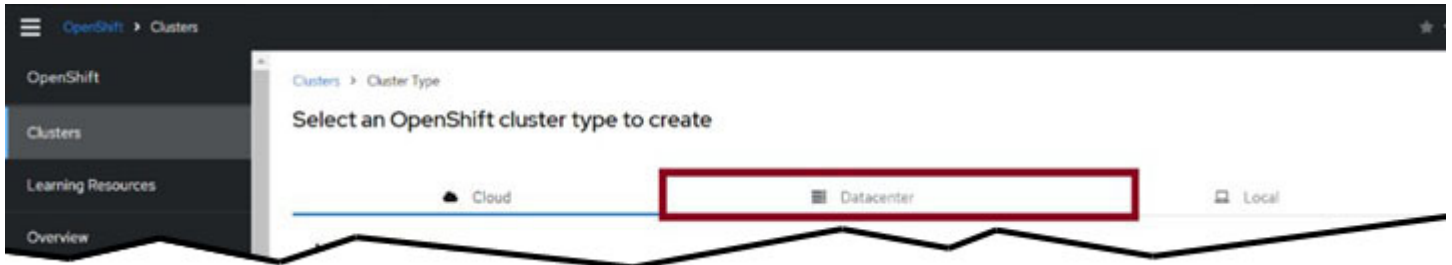 OpenShift > Clusters
OpenShift
Clusters
Learning Resources
Overview
Clusters > Cluster Type
Select an OpenShift cluster type to create
Cloud
Datacenter
Local